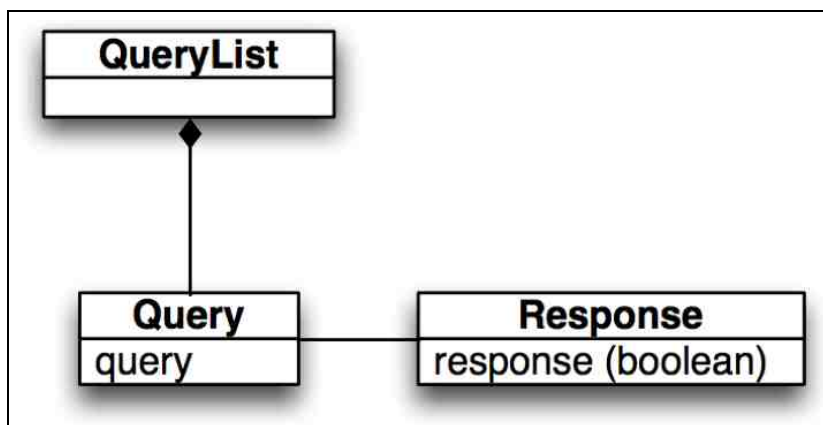 QueryList
Query
query
Response
response (boolean)